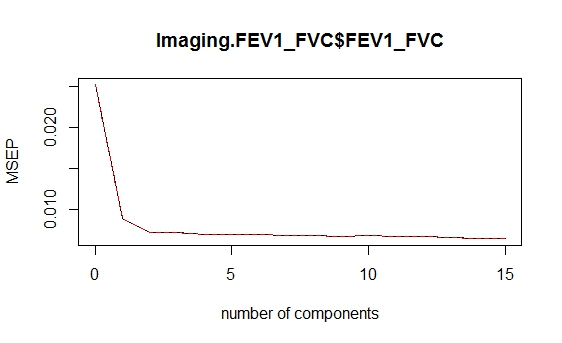 Imaging.FEV1_FVC$FEV1_FVC
MSEP
0.020
0.010
0 5 10 15
number of components